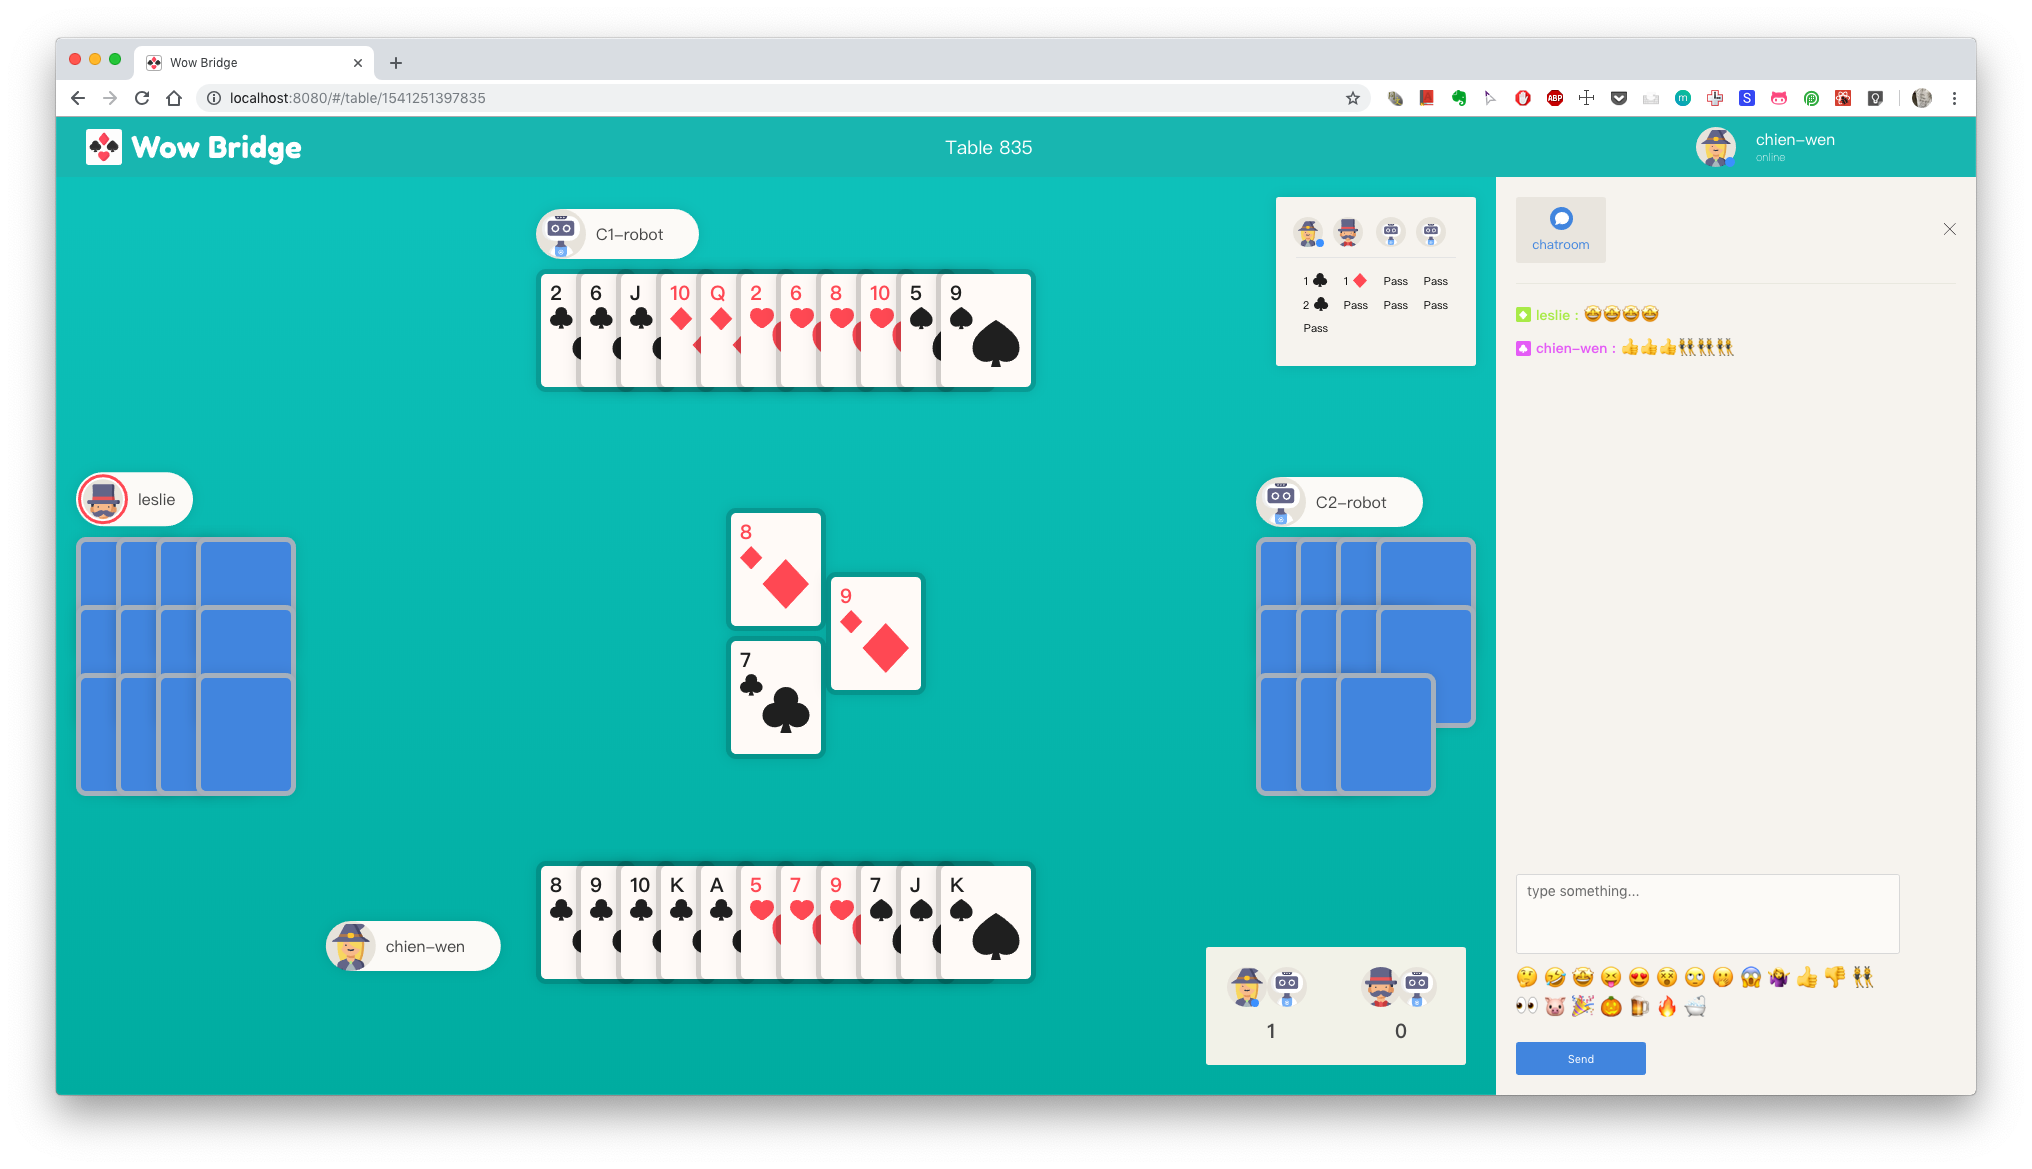 Wow Bridge
localhost:8080/#/table/1541251397835
ABP
m
S
Wow Bridge
Table 835
chien-wen
online
C1-robot
2 6 J 10 Q 2 6 8 10 5 9
1 1 Pass Pass
2 Pass Pass Pass
Pass
chatroom
leslie :
chien-wen :
leslie
C2-robot
8
9
7
chien-wen
8 9 10 K A 5 7 9 7 J K
1 0
type something...
Send